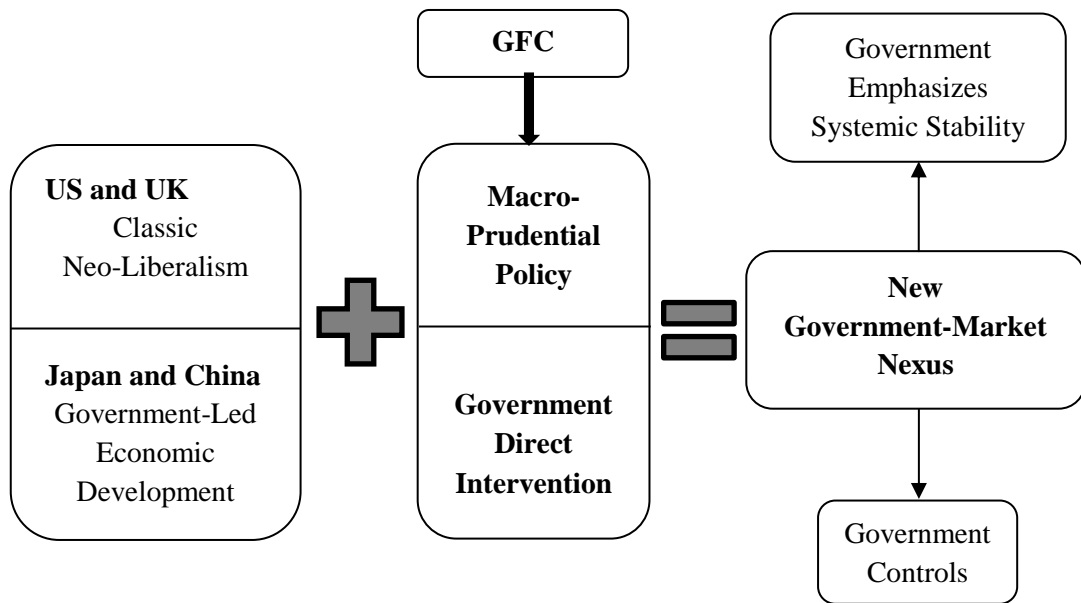 GFC
Government
Emphasizes
Systemic Stability
US and UK
Classic
Neo-Liberalism
Japan and China
Government-Led
Economic
Development
Macro-
Prudential
Policy
Government
Direct
Intervention
New
Government-Market
Nexus
Government
Controls